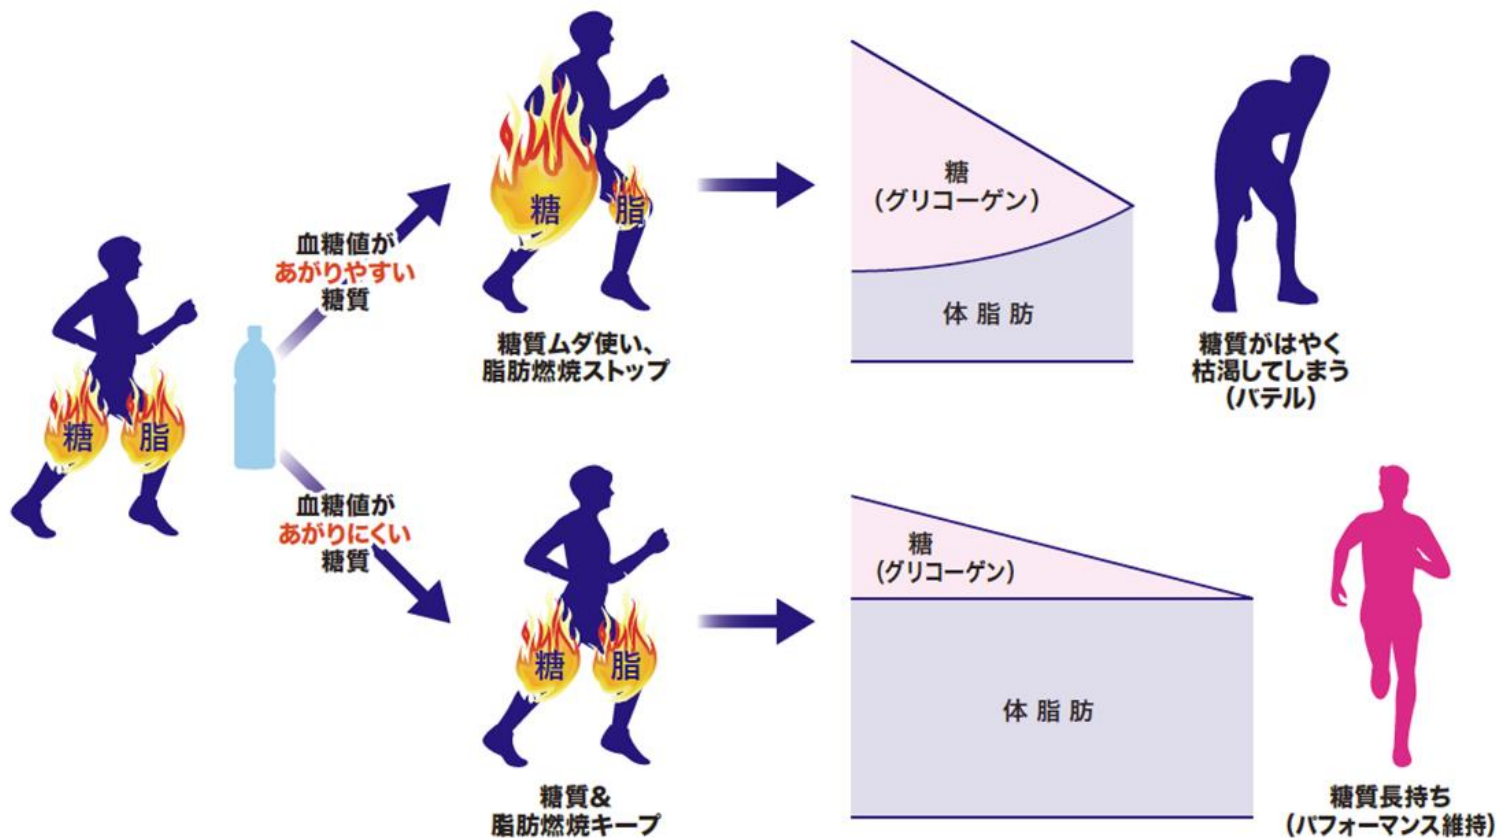 糖
脂
血糖値が
あがりやすい
糖質
糖
脂
糖質ムダ使い、
脂肪燃焼ストップ
糖
(グリコーゲン)
体脂肪
糖質がはやく
枯渇してしまう
(バテル)
血糖値が
あがりにくい
糖質
糖
脂
糖質&
脂肪燃焼キープ
糖
(グリコーゲン)
体脂肪
糖質長持ち
(パフォーマンス維持)